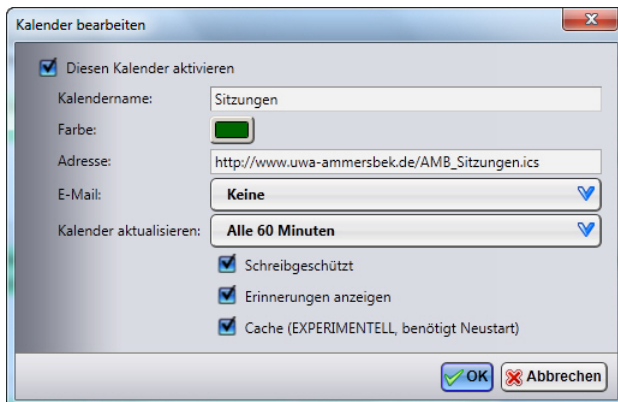 Kalender bearbeiten
Diesen Kalender aktivieren
Kalendername: Sitzungen
Farbe:
Adresse: http://www.uwa-ammersbek.de/AMB_Sitzungen.ics
E-Mail: Keine
Kalender aktualisieren: Alle 60 Minuten
Schreibgeschützt
Erinnerungen anzeigen
Cache (EXPERIMENTELL, benötigt Neustart)
OK Abbrechen